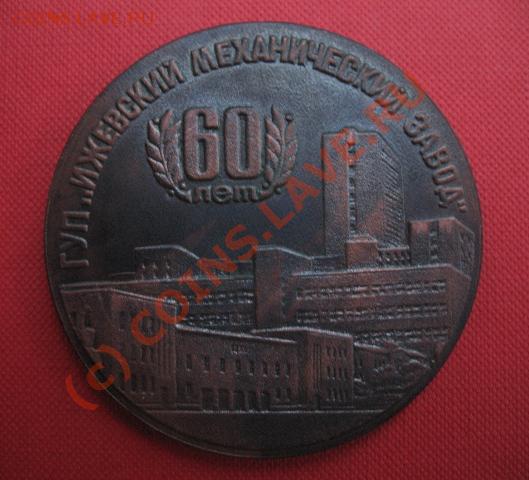 COINS.LAVE.RU
ГУП „ИЖЕВСКИЙ МЕХАНИЧЕСКИЙ ЗАВОД"
60
лет
(c) COINS.LAVE.RU